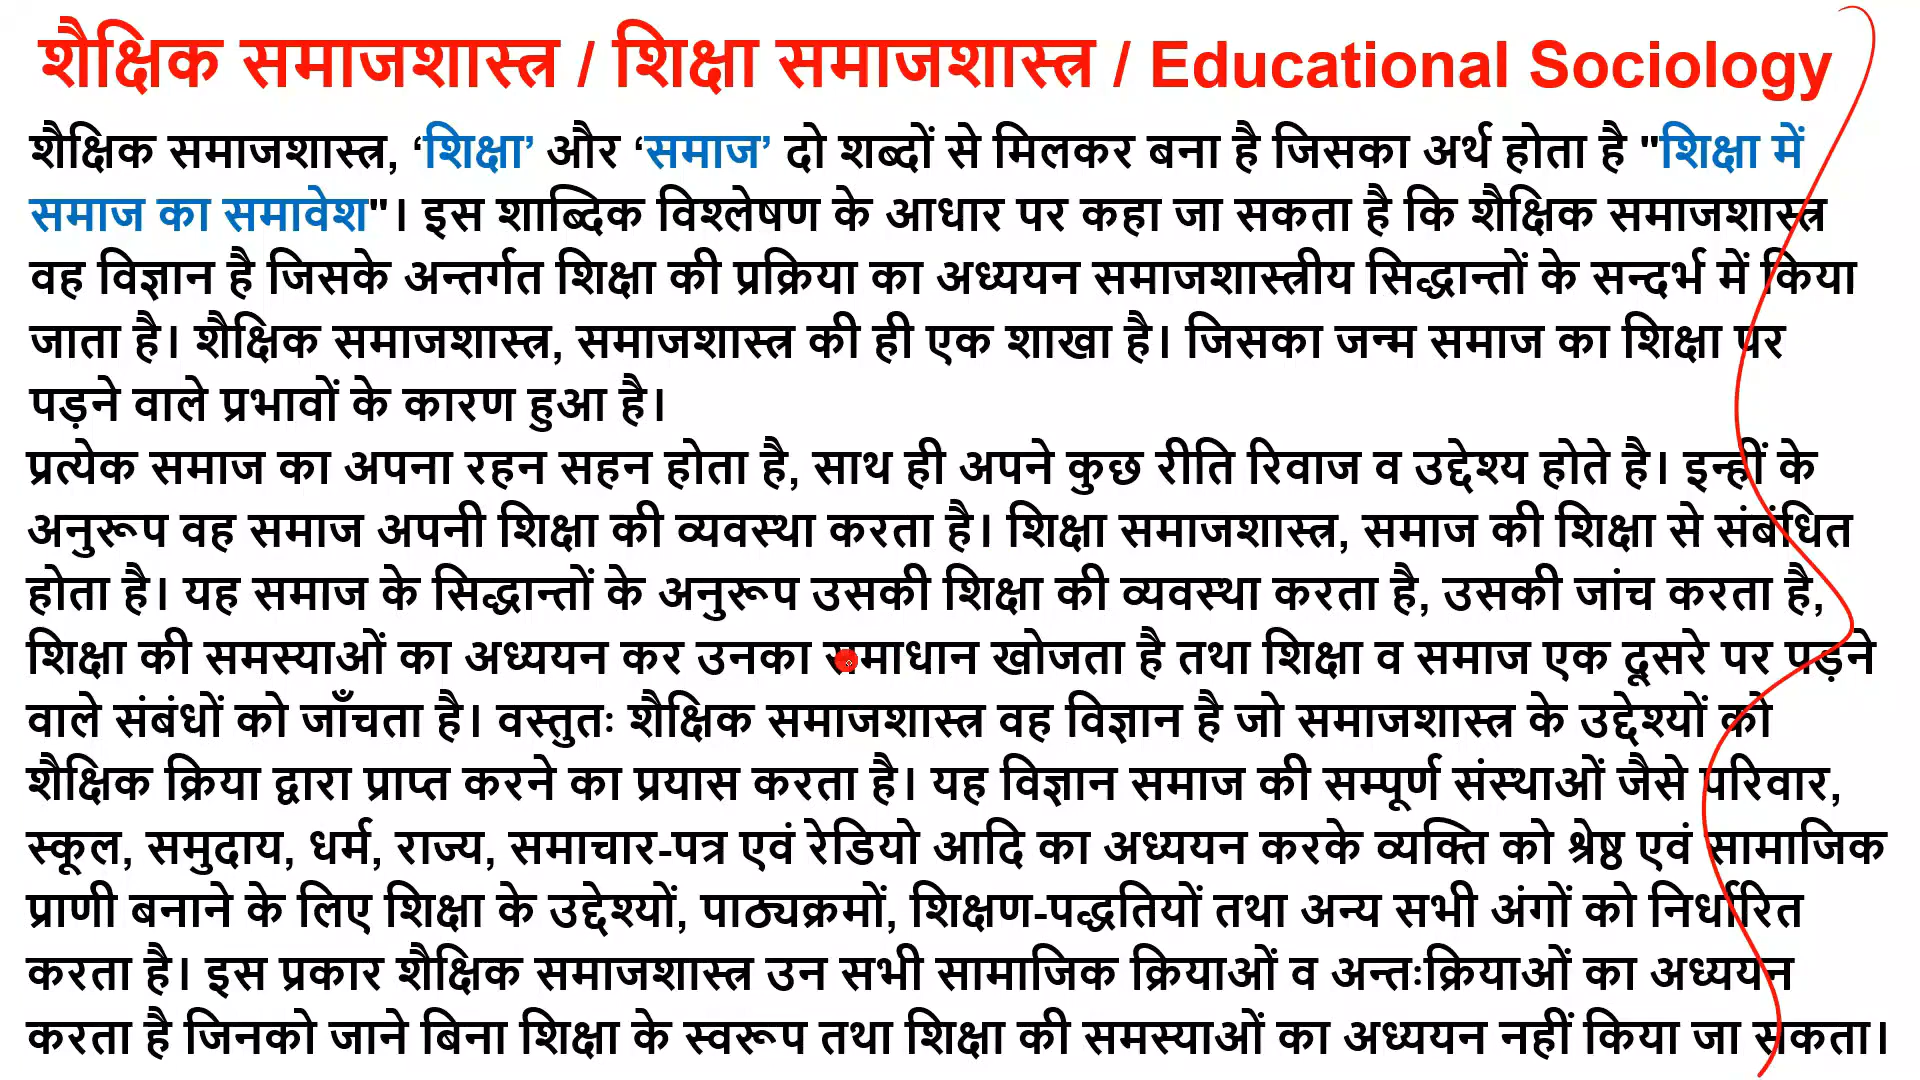 शैक्षिक समाजशास्त्र / शिक्षा समाजशास्त्र / Educational Sociology
शैक्षिक समाजशास्त्र, ‘शिक्षा’ और ‘समाज’ दो शब्दों से मिलकर बना है जिसका अर्थ होता है "शिक्षा में
समाज का समावेश"। इस शाब्दिक विश्लेषण के आधार पर कहा जा सकता है कि शैक्षिक समाजशास्त्र
वह विज्ञान है जिसके अन्तर्गत शिक्षा की प्रक्रिया का अध्ययन समाजशास्त्रीय सिद्धान्तों के सन्दर्भ में किया
जाता है। शैक्षिक समाजशास्त्र, समाजशास्त्र की ही एक शाखा है। जिसका जन्म समाज का शिक्षा पर
पड़ने वाले प्रभावों के कारण हुआ है।
प्रत्येक समाज का अपना रहन सहन होता है, साथ ही अपने कुछ रीति रिवाज व उद्देश्य होते है। इन्हीं के
अनुरूप वह समाज अपनी शिक्षा की व्यवस्था करता है। शिक्षा समाजशास्त्र, समाज की शिक्षा से संबंधित
होता है। यह समाज के सिद्धान्तों के अनुरूप उसकी शिक्षा की व्यवस्था करता है, उसकी जांच करता है,
शिक्षा की समस्याओं का अध्ययन कर उनका समाधान खोजता है तथा शिक्षा व समाज एक दूसरे पर पड़ने
वाले संबंधों को जाँचता है। वस्तुतः शैक्षिक समाजशास्त्र वह विज्ञान है जो समाजशास्त्र के उद्देश्यों को
शैक्षिक क्रिया द्वारा प्राप्त करने का प्रयास करता है। यह विज्ञान समाज की सम्पूर्ण संस्थाओं जैसे परिवार,
स्कूल, समुदाय, धर्म, राज्य, समाचार-पत्र एवं रेडियो आदि का अध्ययन करके व्यक्ति को श्रेष्ठ एवं सामाजिक
प्राणी बनाने के लिए शिक्षा के उद्देश्यों, पाठ्यक्रमों, शिक्षण-पद्धतियों तथा अन्य सभी अंगों को निर्धारित
करता है। इस प्रकार शैक्षिक समाजशास्त्र उन सभी सामाजिक क्रियाओं व अन्तःक्रियाओं का अध्ययन
करता है जिनको जाने बिना शिक्षा के स्वरूप तथा शिक्षा की समस्याओं का अध्ययन नहीं किया जा सकता।